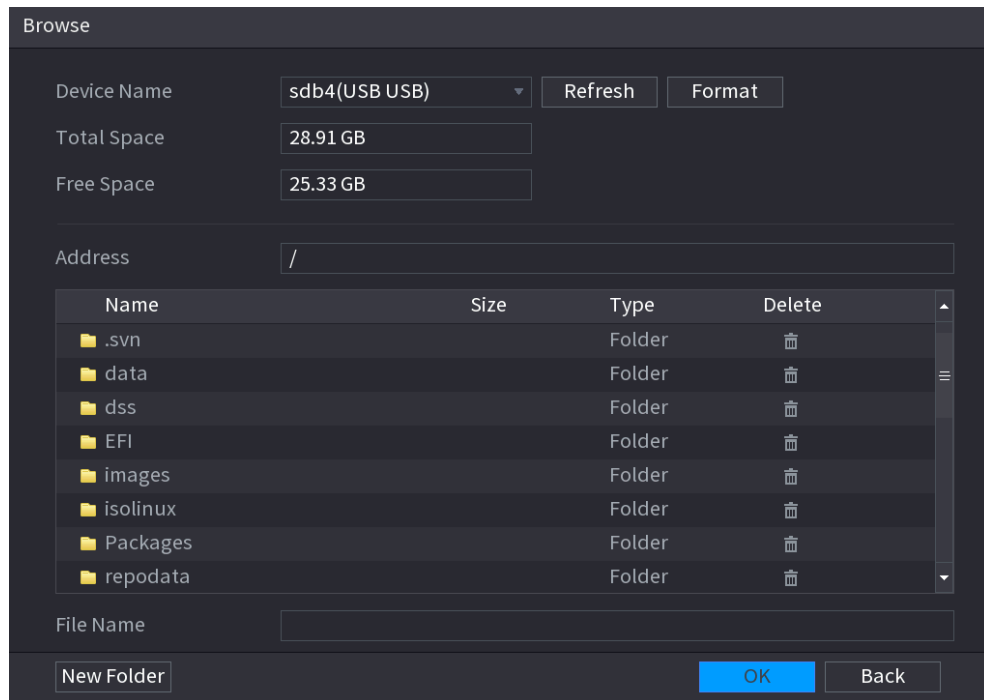 Browse
Device Name sdb4(USB USB) Refresh Format
Total Space 28.91 GB
Free Space 25.33 GB
Address /
Name Size Type Delete
.svn Folder
data Folder
dss Folder
EFI Folder
images Folder
isolinux Folder
Packages Folder
repodata Folder
File Name
New Folder OK Back